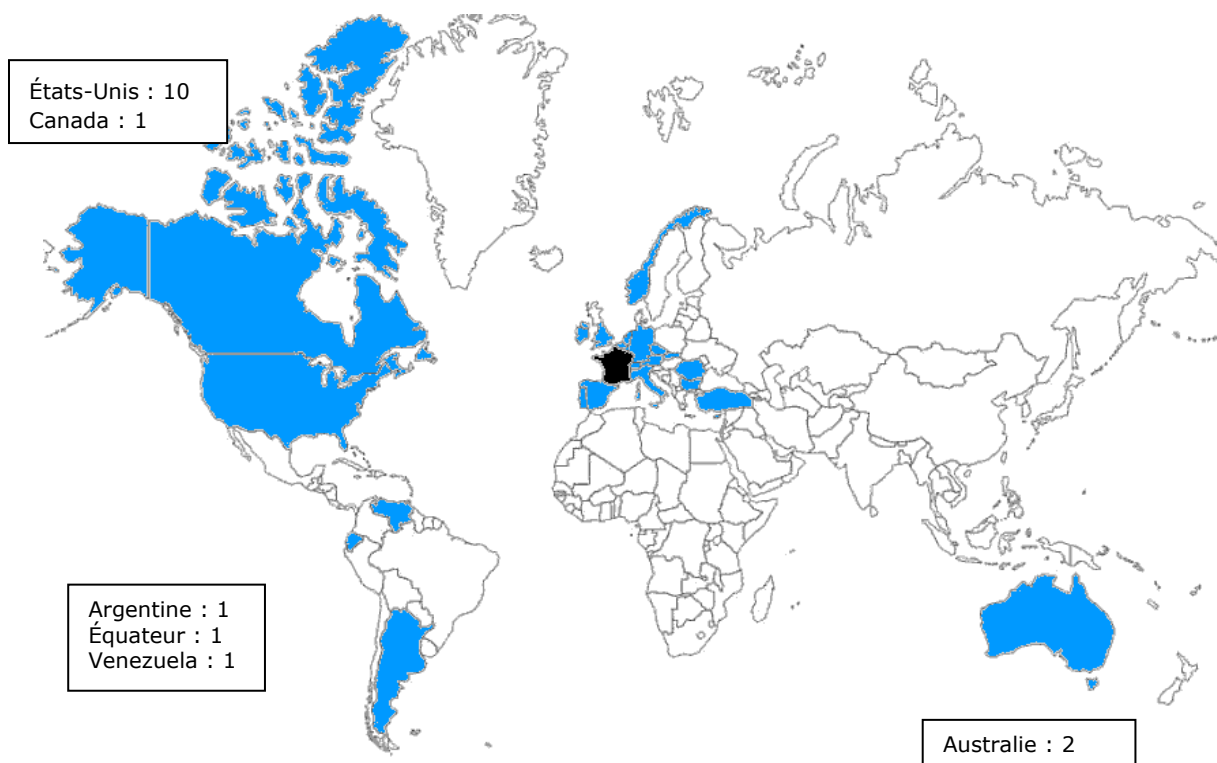 États-Unis : 10
Canada : 1
Argentine : 1
Équateur : 1
Venezuela : 1
Australie : 2